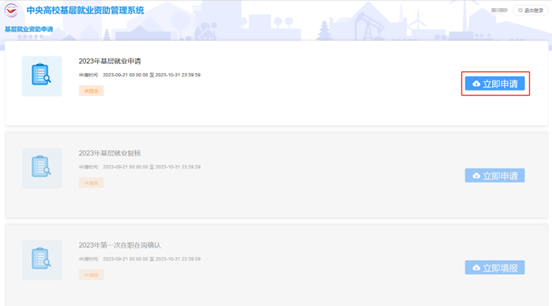 中央高校基层就业资助管理系统
退出登录
基层就业资助申请
2023年基层就业申请
申请时间: 2023-09-21 00:00:00 至 2023-10-31 23:59:59
未提交
立即申请
2023年基层就业复核
申请时间: 2023-09-21 00:00:00 至 2023-10-31 23:59:59
立即申请
2023年第一次在职在岗确认
申请时间: 2023-09-21 00:00:00 至 2023-10-31 23:59:59
立即填报